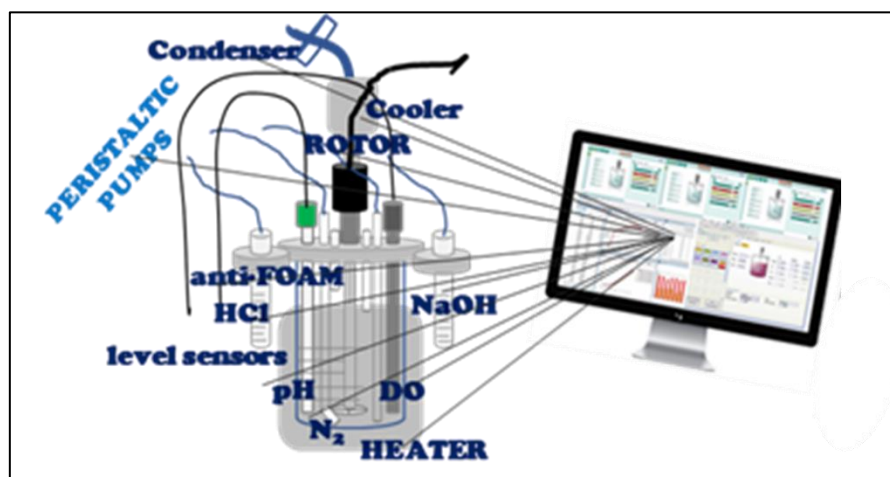 Condenser
Cooler
PERISTALTIC
PUMPS
ROTOR
anti-FOAM
HCl
NaOH
level sensors
pH
DO
N₂
HEATER